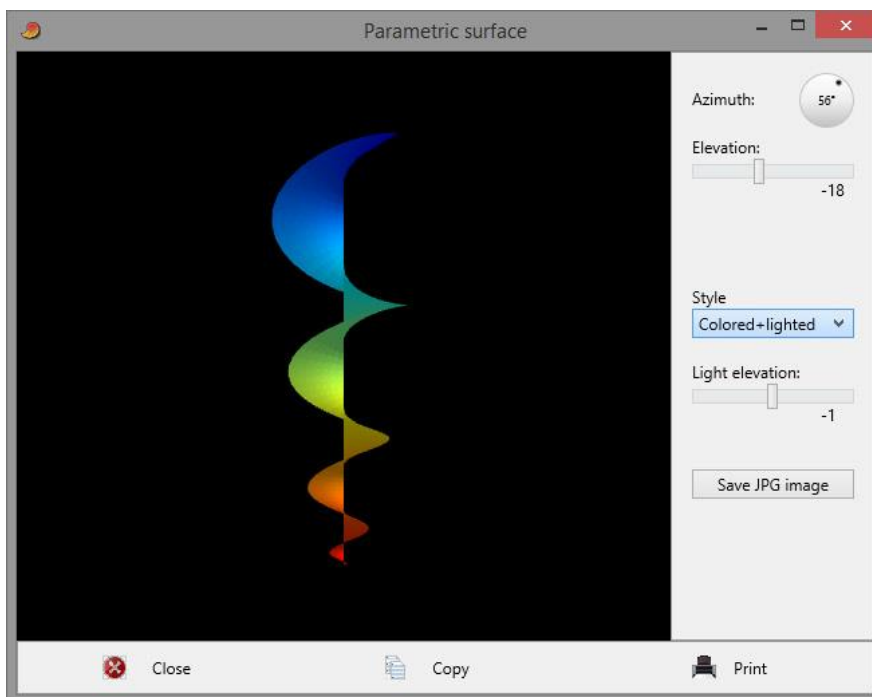 Parametric surface
Azimuth:
56°
Elevation:
-18
Style
Colored+lighted
Light elevation:
-1
Save JPG image
Close
Copy
Print